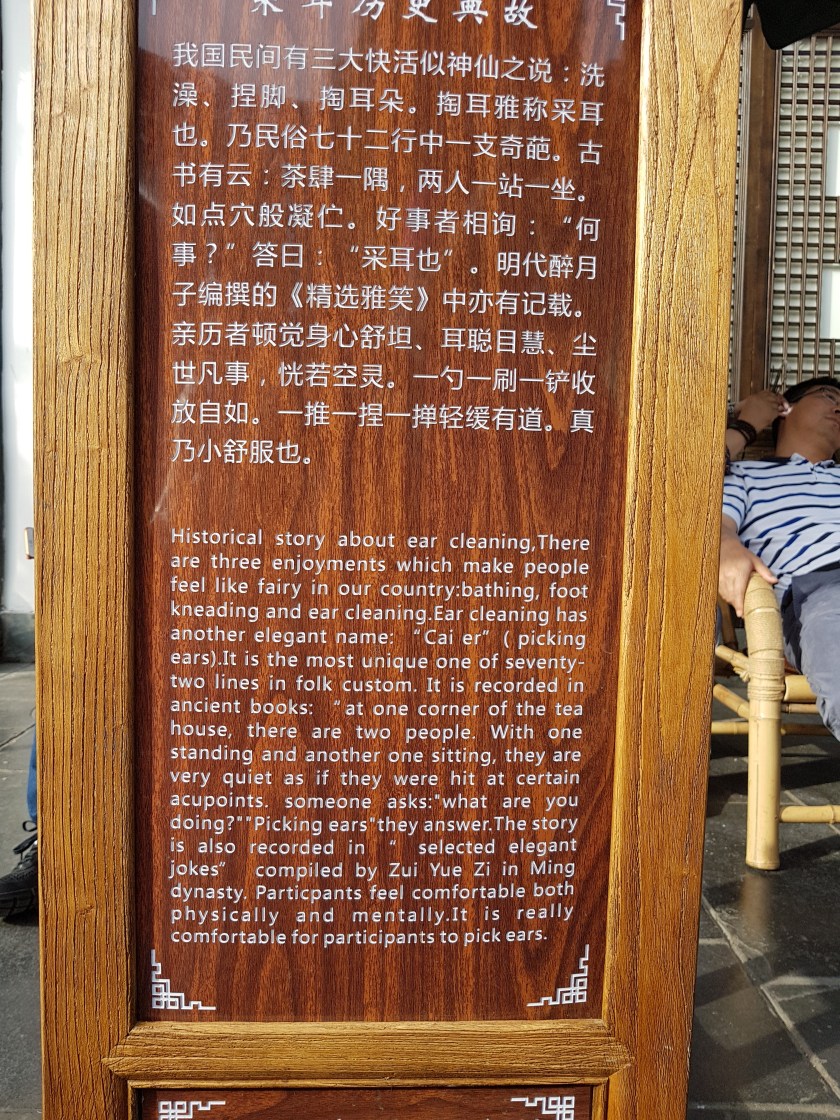 采耳历史典故
我国民间有三大快活似神仙之说：洗
澡、捏脚、掏耳朵。掏耳雅称采耳
也。乃民俗七十二行中一支奇葩。古
书有云：茶肆一隅，两人一站一坐。
如点穴般凝伫。好事者相询：“何
事？”答曰：“采耳也”。明代醉月
子编撰的《精选雅笑》中亦有记载。
亲历者顿觉身心舒坦、耳聪目慧、尘
世凡事，恍若空灵。一勺一刷一铲收
放自如。一推一捏一掸轻缓有道。真
乃小舒服也。
Historical story about ear cleaning,There
are three enjoyments which make people
feel like fairy in our country:bathing, foot
kneading and ear cleaning.Ear cleaning has
another elegant name: “Cai er” ( picking
ears).It is the most unique one of seventy-
two lines in folk custom. It is recorded in
ancient books: “at one corner of the tea
house, there are two people. With one
standing and another one sitting, they are
very quiet as if they were hit at certain
acupoints. someone asks:"what are you
doing?""Picking ears"they answer.The story
is also recorded in “ selected elegant
jokes” compiled by Zui Yue Zi in Ming
dynasty. Particpants feel comfortable both
physically and mentally.It is really
comfortable for participants to pick ears.